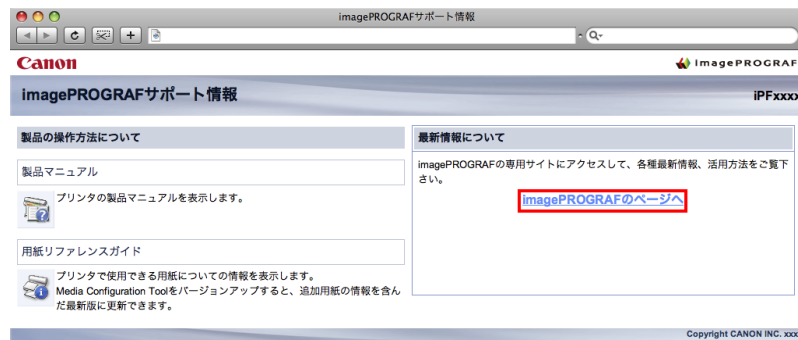 imagePROGRAFサポート情報
Canon
imagePROGRAF
imagePROGRAFサポート情報
iPFxxxx
製品の操作方法について
製品マニュアル
プリンタの製品マニュアルを表示します。
用紙リファレンスガイド
プリンタで使用できる用紙についての情報を表示します。
Media Configuration Toolをバージョンアップすると、追加用紙の情報を含ん
だ最新版に更新できます。
最新情報について
imagePROGRAFの専用サイトにアクセスして、各種最新情報、活用方法をご覧下
さい。
imagePROGRAFのページへ
Copyright CANON INC. xxx